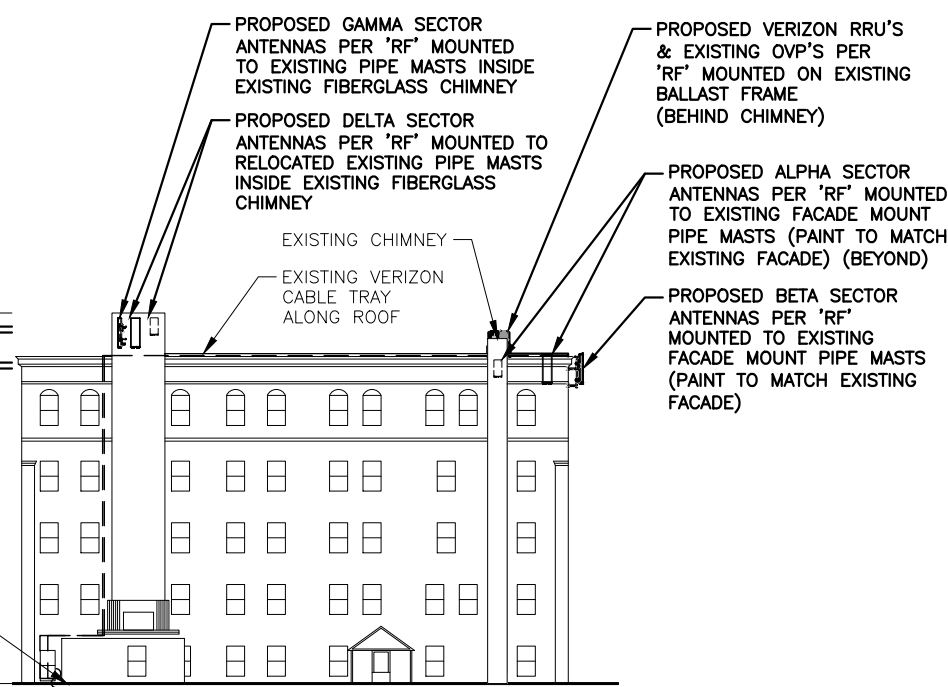 PROPOSED GAMMA SECTOR
ANTENNAS PER 'RF' MOUNTED
TO EXISTING PIPE MASTS INSIDE
EXISTING FIBERGLASS CHIMNEY
PROPOSED DELTA SECTOR
ANTENNAS PER 'RF' MOUNTED TO
RELOCATED EXISTING PIPE MASTS
INSIDE EXISTING FIBERGLASS
CHIMNEY
EXISTING CHIMNEY
EXISTING VERIZON
CABLE TRAY
ALONG ROOF
PROPOSED VERIZON RRU'S
& EXISTING OVP'S PER
'RF' MOUNTED ON EXISTING
BALLAST FRAME
(BEHIND CHIMNEY)
PROPOSED ALPHA SECTOR
ANTENNAS PER 'RF' MOUNTED
TO EXISTING FACADE MOUNT
PIPE MASTS (PAINT TO MATCH
EXISTING FACADE) (BEYOND)
PROPOSED BETA SECTOR
ANTENNAS PER 'RF'
MOUNTED TO EXISTING
FACADE MOUNT PIPE MASTS
(PAINT TO MATCH EXISTING
FACADE)